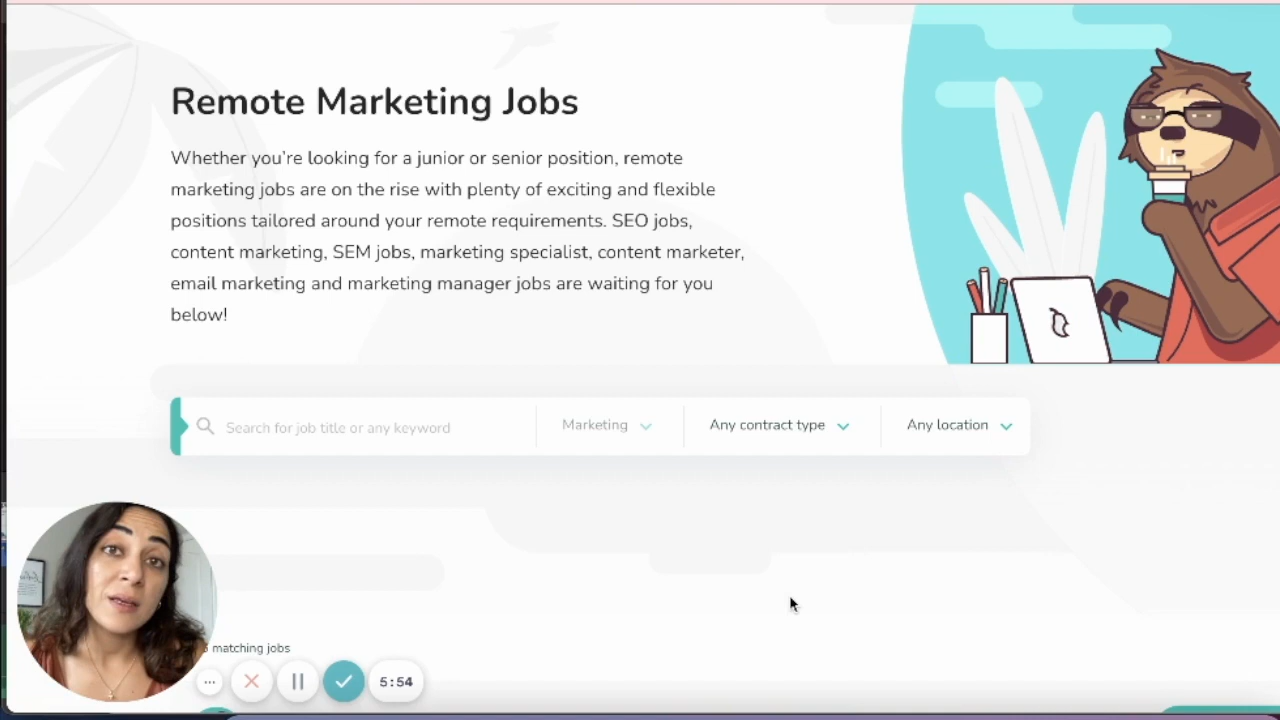 Remote Marketing Jobs
Whether you're looking for a junior or senior position, remote
marketing jobs are on the rise with plenty of exciting and flexible
positions tailored around your remote requirements. SEO jobs,
content marketing, SEM jobs, marketing specialist, content marketer,
email marketing and marketing manager jobs are waiting for you
below!
Search for job title or any keyword
Marketing
Any contract type
Any location
matching jobs
5:54